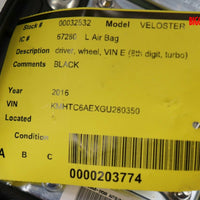 Stock # 00032532 Model VELOSTER
IC # 67280 L Air Bag
Description driver, wheel, VIN E (8th digit, turbo)
Comments BLACK
Year 2016
VIN KMHTC6AEXGU280350
Located
Condition
A B C
0000203774